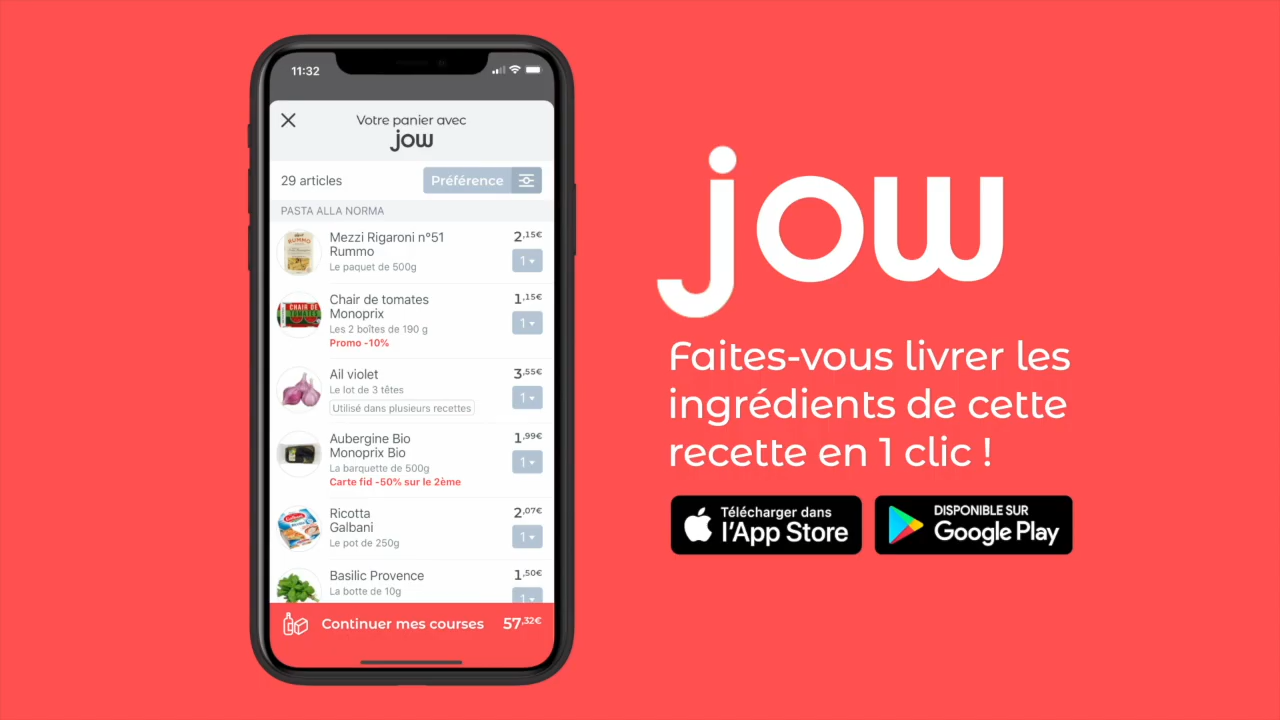 11:32
Votre panier avec
jow
29 articles
Préférence
PASTA ALLA NORMA
RUMMO
Mezzi Rigaroni n°51
Rummo
Le paquet de 500g
2,15€
1
CHAIR DE
TOMATES
Chair de tomates
Monoprix
Les 2 boîtes de 190 g
Promo -10%
1,15€
1
Ail violet
Le lot de 3 têtes
Utilisé dans plusieurs recettes
3,55€
1
Aubergine Bio
Monoprix Bio
La barquette de 500g
Carte fid -50% sur le 2ème
1,99€
1
Ricotta
Galbani
Le pot de 250g
2,07€
1
Basilic Provence
La botte de 10g
1,50€
1
Continuer mes courses 57,32€
jow
Faites-vous livrer les
ingrédients de cette
recette en 1 clic !
Télécharger dans
l'App Store
DISPONIBLE SUR
Google Play